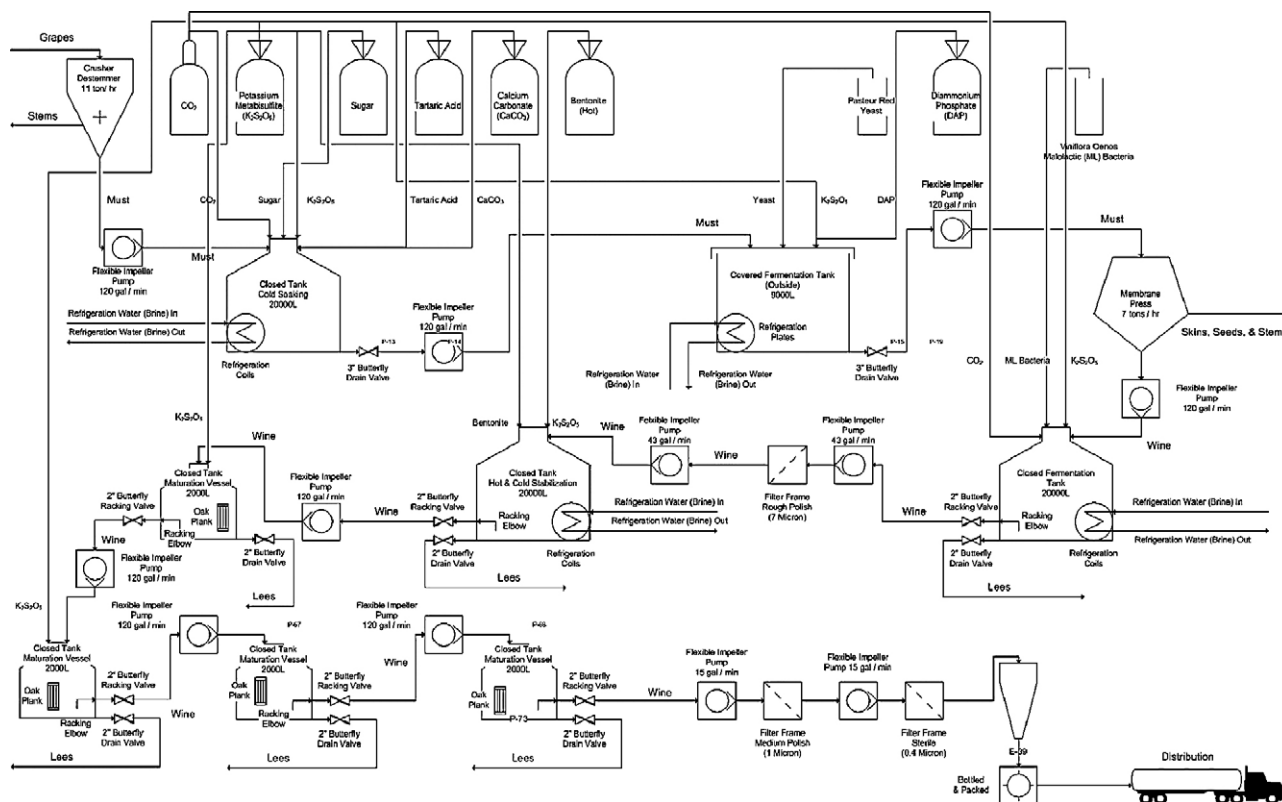 Grapes
Crusher
Destemmer
11 ton/ hr
Stems
CO₂
Potassium
Metabisulfite
(K₂S₂O₅)
Sugar
Tartaric Acid
Calcium
Carbonate
(CaCO₃)
Bentonite
(Hot)
Pasteur Red
Yeast
Diammonium
Phosphate
(DAP)
Viniflora Oenos
Malolactic (ML) Bacteria
Must
CO₂
Sugar
K₂S₂O₅
Tartaric Acid
CaCO₃
Yeast
K₂S₂O₅
DAP
Flexible Impeller
Pump
120 gal / min
Must
Flexible Impeller
Pump
120 gal / min
Must
Must
Closed Tank
Cold Soaking
20000L
Refrigeration Water (Brine) In
Refrigeration Water (Brine) Out
Refrigeration
Coils
P-13
3" Butterfly
Drain Valve
Flexible Impeller
Pump
120 gal / min
P-14
Covered Fermentation Tank
(Outside)
9000L
Refrigeration
Plates
Refrigeration Water
(Brine) In
Refrigeration Water
(Brine) Out
P-15
P-19
3" Butterfly
Drain Valve
Membrane
Press
7 tons / hr
Skins, Seeds, & Stem
CO₂
ML Bacteria
K₂S₂O₅
Flexible Impeller
Pump
120 gal / min
Wine
K₂S₂O₅
Wine
Closed Tank
Maturation Vessel
2000L
Oak
Plank
2" Butterfly
Racking Valve
Racking
Elbow
Wine
2" Butterfly
Drain Valve
Lees
Flexible Impeller
Pump
120 gal / min
Flexible Impeller
Pump
120 gal / min
Wine
Bentonite
K₂S₂O₅
Wine
Closed Tank
Hot & Cold Stabilization
20000L
2" Butterfly
Racking Valve
Racking
Elbow
2" Butterfly
Drain Valve
Lees
Refrigeration Water (Brine) In
Refrigeration Water (Brine) Out
Refrigeration
Coils
Felxible Impeller
Pump
43 gal / min
Wine
Filter Frame
Rough Polish
(7 Micron)
Flexible Impeller
Pump
43 gal / min
Wine
Closed Fermentation
Tank
20000L
2" Butterfly
Racking Valve
Racking
Elbow
2" Butterfly
Drain Valve
Lees
Refrigeration Water (Brine) In
Refrigeration Water (Brine) Out
Refrigeration
Coils
K₂S₂O₅
Closed Tank
Maturation Vessel
2000L
Oak
Plank
Racking
Elbow
2" Butterfly
Racking Valve
2" Butterfly
Drain Valve
Wine
Lees
Flexible Impeller
Pump
120 gal / min
P-67
Closed Tank
Maturation Vessel
2000L
Oak
Plank
Racking
Elbow
2" Butterfly
Racking Valve
2" Butterfly
Drain Valve
Wine
Lees
Flexible Impeller
Pump
120 gal / min
Closed Tank
Maturation Vessel
2000L
Oak
Plank
P-73
2" Butterfly
Racking Valve
2" Butterfly
Drain Valve
Lees
Wine
Flexible Impeller
Pump
15 gal / min
Filter Frame
Medium Polish
(1 Micron)
Flexible Impeller
Pump 15 gal / min
Filter Frame
Sterile
(0.4 Micron)
E-39
Bottled
& Packed
Distribution